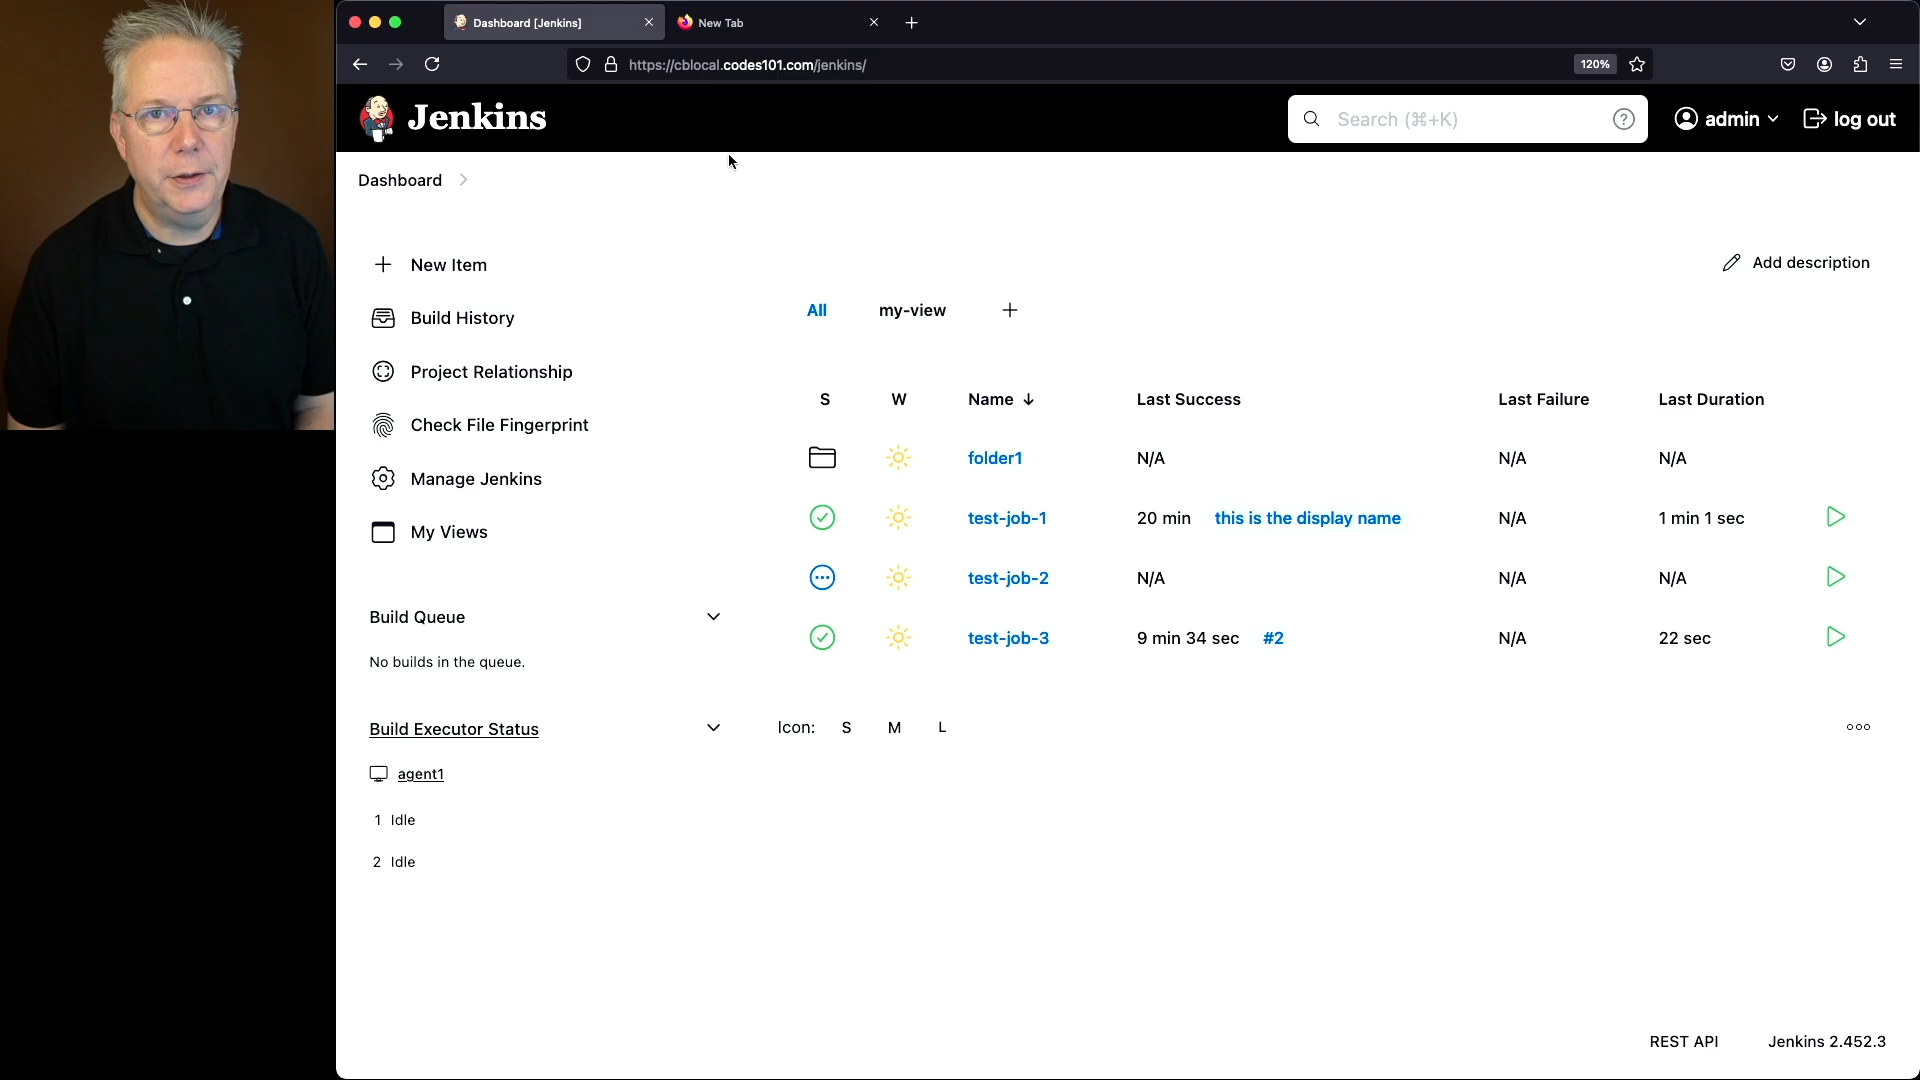 Dashboard [Jenkins]
New Tab
https://cblocal.codes101.com/jenkins/
120%
Jenkins
Search (⌘+K)
admin
log out
Dashboard
New Item
Build History
Project Relationship
Check File Fingerprint
Manage Jenkins
My Views
Build Queue
No builds in the queue.
Build Executor Status
agent1
1 Idle
2 Idle
Add description
All my-view
S W Name ↓ Last Success Last Failure Last Duration
folder1 N/A N/A N/A
test-job-1 20 min this is the display name N/A 1 min 1 sec
test-job-2 N/A N/A N/A
test-job-3 9 min 34 sec #2 N/A 22 sec
Icon: S M L
REST API Jenkins 2.452.3